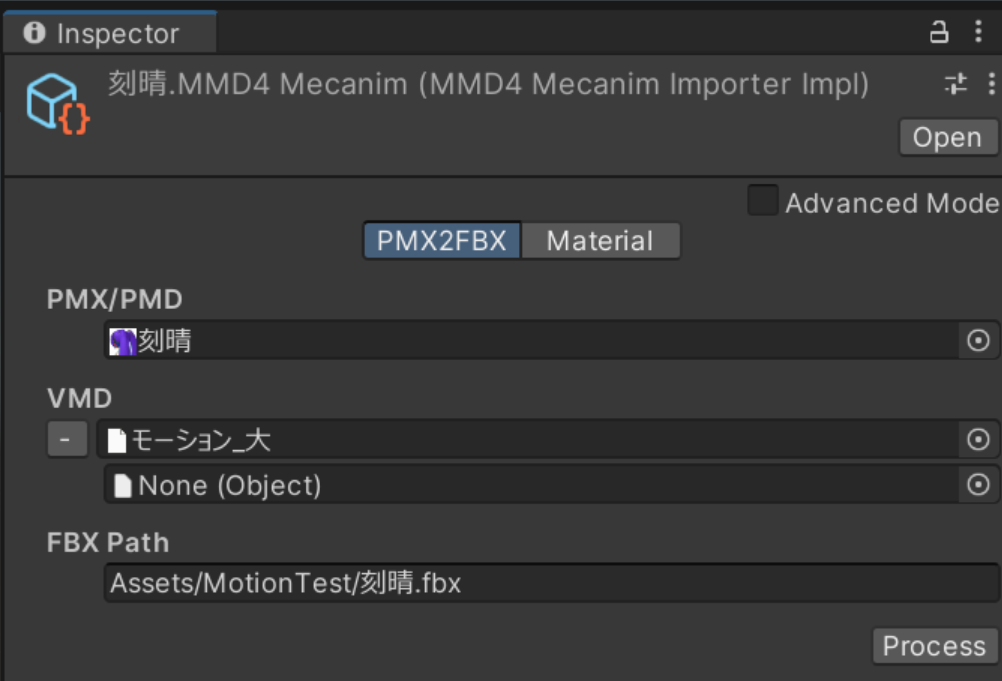 Inspector
刻晴.MMD4 Mecanim (MMD4 Mecanim Importer Impl)
Open
Advanced Mode
PMX2FBX Material
PMX/PMD
刻晴
VMD
- モーション_大
None (Object)
FBX Path
Assets/MotionTest/刻晴.fbx
Process